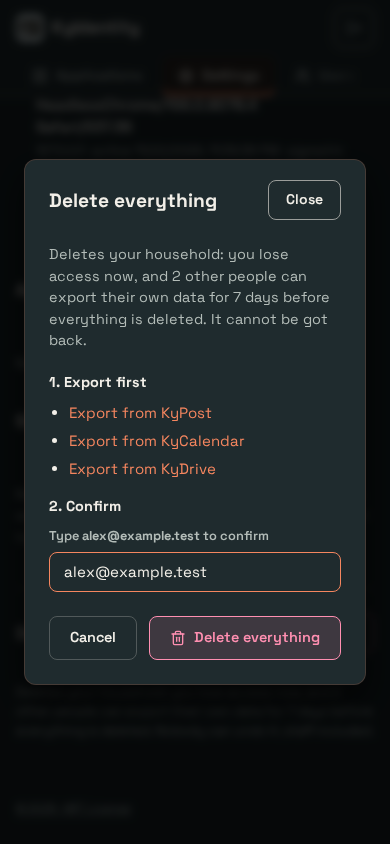 KyIdentity
Applications
Settings
Delete everything
Close
Deletes your household: you lose
access now, and 2 other people can
export their own data for 7 days before
everything is deleted. It cannot be got
back.
1. Export first
• Export from KyPost
• Export from KyCalendar
• Export from KyDrive
2. Confirm
Type alex@example.test to confirm
alex@example.test
Cancel
Delete everything